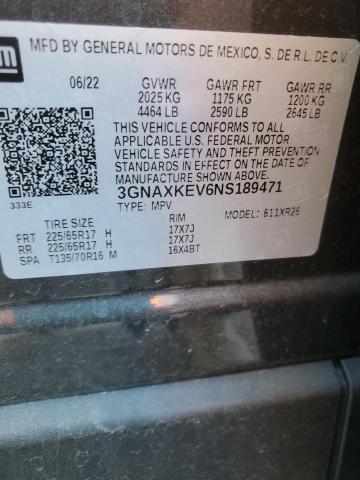 gm
MFD BY GENERAL MOTORS DE MEXICO, S. DE R.L. DE C.V.
06/22 GVWR GAWR FRT GAWR RR
2025 KG 1175 KG 1200 KG
4464 LB 2590 LB 2645 LB
THIS VEHICLE CONFORMS TO ALL
APPLICABLE U.S. FEDERAL MOTOR
VEHICLE SAFETY AND THEFT PREVENTION
STANDARDS IN EFFECT ON THE DATE OF
MANUFACTURE SHOWN ABOVE.
333E
3GNAXKEV6NS189471
TYPE: MPV MODEL: 611XR26
TIRE SIZE RIM
FRT 225/65R17 H 17X7J
RR 225/65R17 H 17X7J
SPA T135/70R16 M 16X4BT